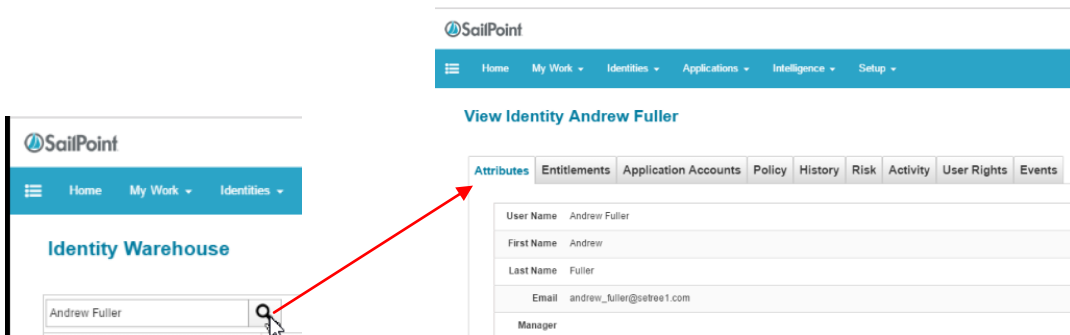 SailPoint
Home My Work Identities Applications Intelligence Setup
View Identity Andrew Fuller
Attributes Entitlements Application Accounts Policy History Risk Activity User Rights Events
User Name Andrew Fuller
First Name Andrew
Last Name Fuller
Email andrew_fuller@setree1.com
Manager
SailPoint
Home My Work Identities
Identity Warehouse
Andrew Fuller